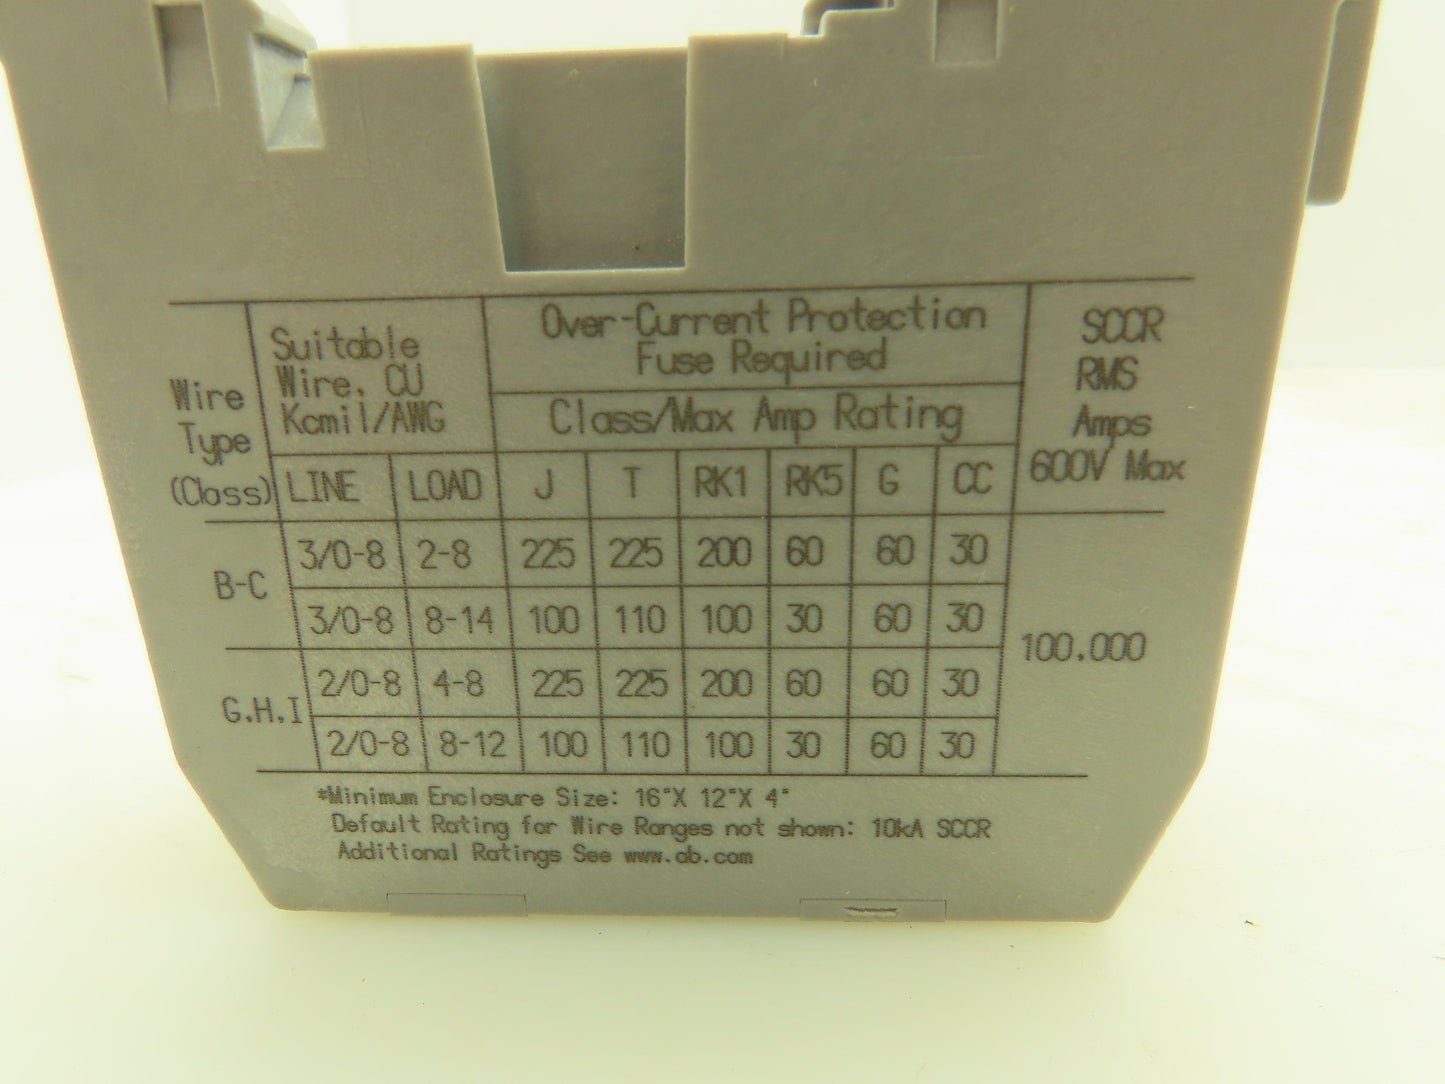 Over-Current Protection
Fuse Required
Suitable
Wire, CU
Kcmil/AWG
SCCR
RMS
Amps
600V Max
Wire
Type
(Class)
Class/Max Amp Rating
LINE LOAD J T RK1 RK5 G CC
B-C
3/0-8 2-8 225 225 200 60 60 30
3/0-8 8-14 100 110 100 30 60 30
100,000
G,H,I
2/0-8 4-8 225 225 200 60 60 30
2/0-8 8-12 100 110 100 30 60 30
*Minimum Enclosure Size: 16"X 12"X 4"
Default Rating for Wire Ranges not shown: 10kA SCCR
Additional Ratings See www.ab.com